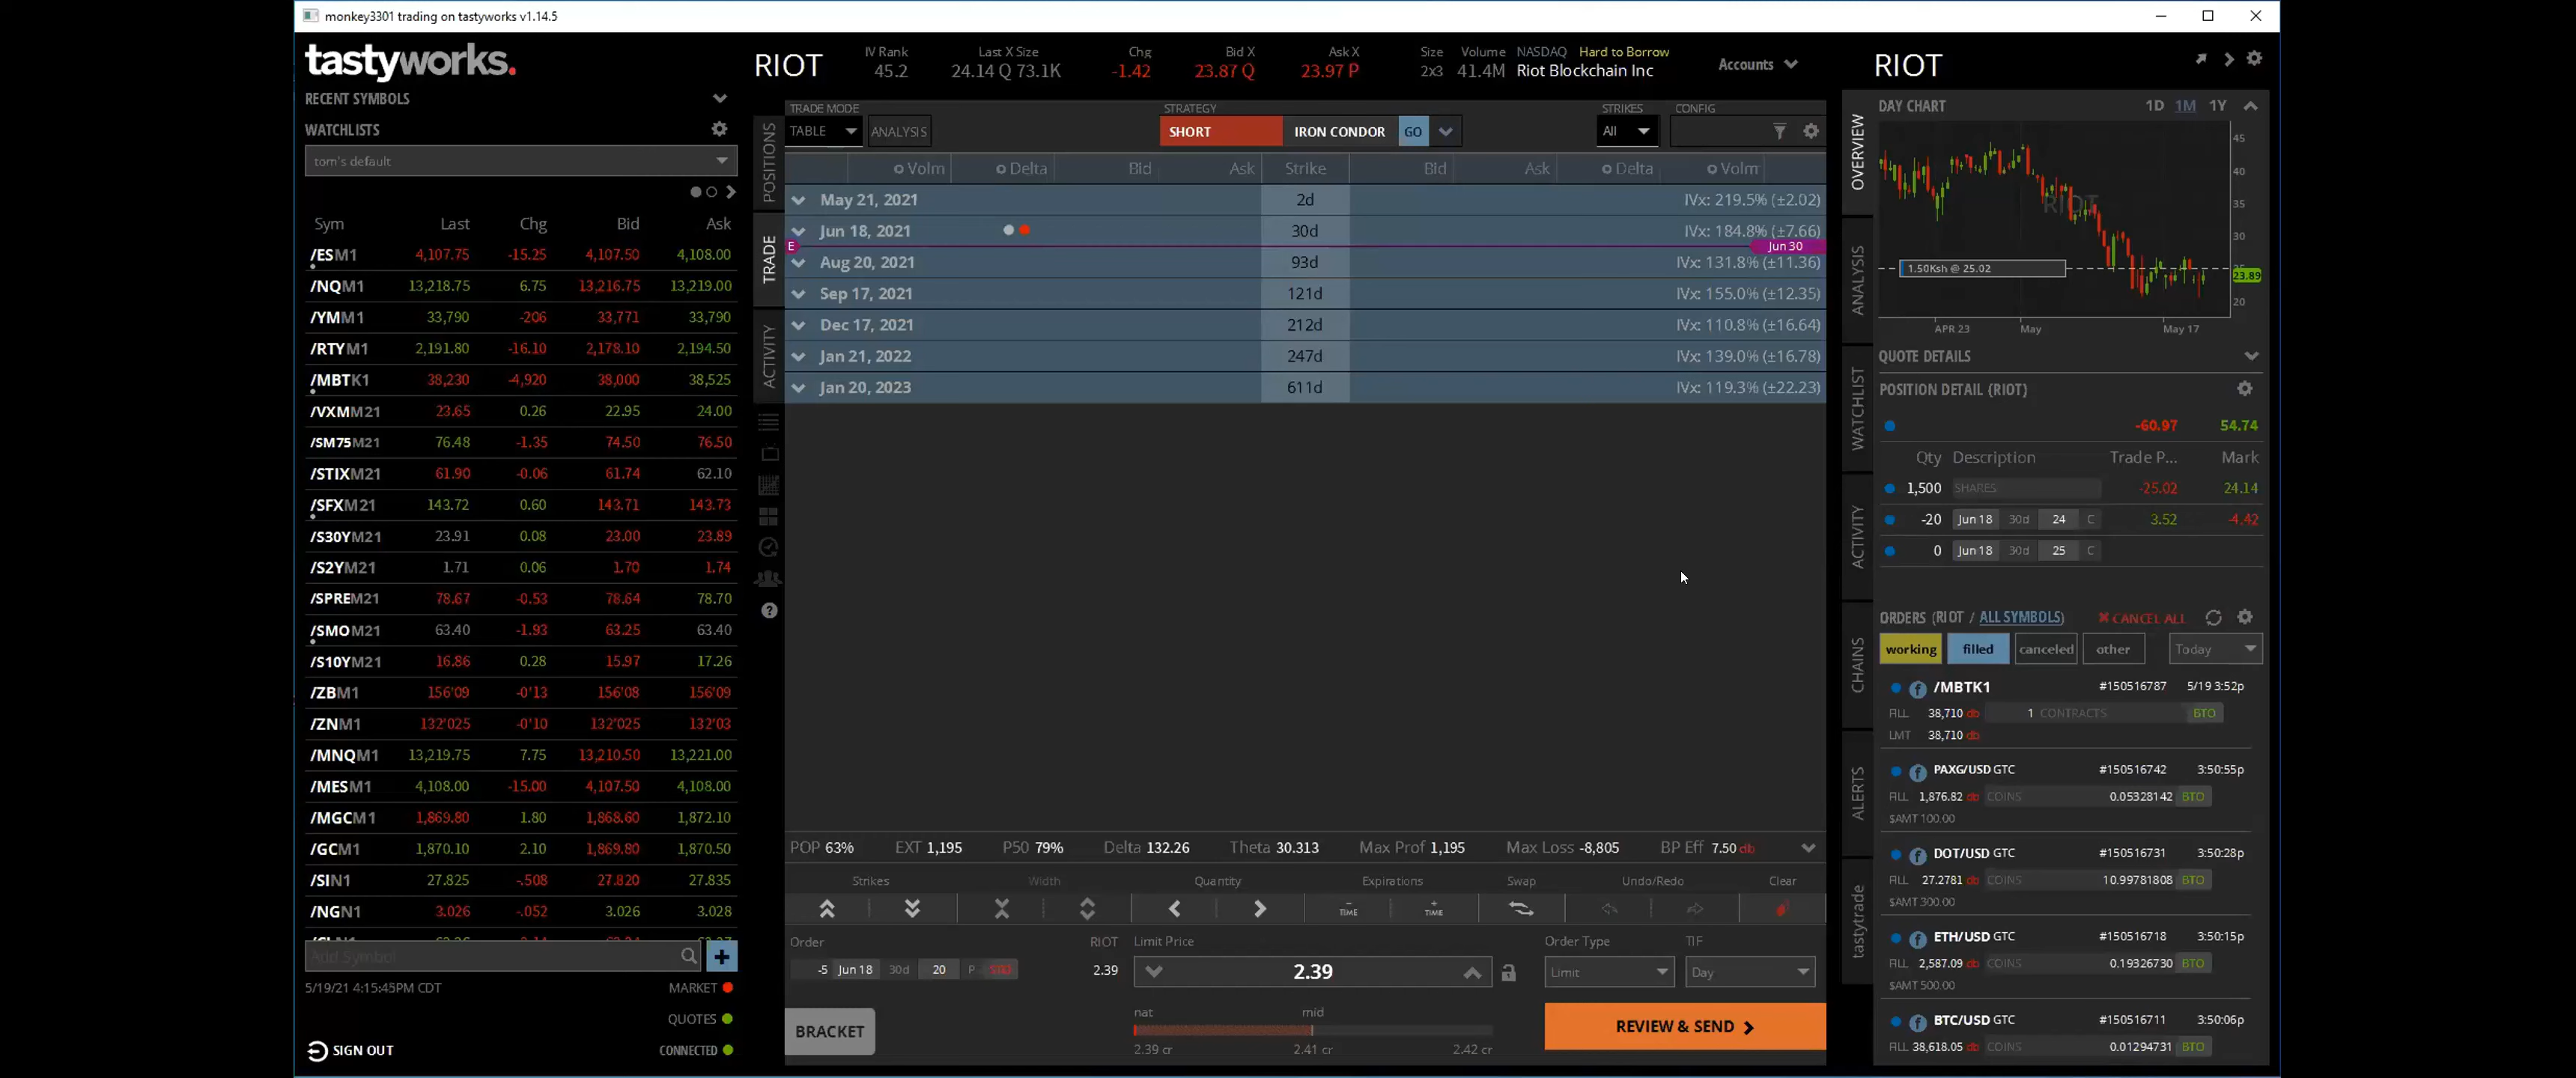 monkey3301 trading on tastyworks v1.14.5
tastyworks.
RECENT SYMBOLS
WATCHLISTS
tom's default
Sym Last Chg Bid Ask
/ESM1 4,107.75 -15.25 4,107.50 4,108.00
/NQM1 13,218.75 6.75 13,216.75 13,219.00
/YMM1 33,790 -206 33,771 33,790
/RTYM1 2,191.80 -16.10 2,178.10 2,194.50
/MBTK1 38,230 -4,920 38,000 38,525
/VXMM21 23.65 0.26 22.95 24.00
/SM75M21 76.48 -1.35 74.50 76.50
/STIXM21 61.90 -0.06 61.74 62.10
/SFXM21 143.72 0.60 143.71 143.73
/S30YM21 23.91 0.08 23.00 23.89
/S2YM21 1.71 0.06 1.70 1.74
/SPREM21 78.67 -0.53 78.64 78.70
/SMOM21 63.40 -1.93 63.25 63.40
/S10YM21 16.86 0.28 15.97 17.26
/ZBM1 156'09 -0'13 156'08 156'09
/ZNM1 132'025 -0'10 132'025 132'03
/MNQM1 13,219.75 7.75 13,210.50 13,221.00
/MESM1 4,108.00 -15.00 4,107.50 4,108.00
/MGCM1 1,869.80 1.80 1,868.60 1,872.10
/GCM1 1,870.10 2.10 1,869.80 1,870.50
/SIN1 27.825 -.508 27.820 27.835
/NGN1 3.026 -.052 3.026 3.028
Add Symbol
5/19/21 4:15:45PM CDT MARKET
QUOTES
SIGN OUT CONNECTED
RIOT
IV Rank Last X Size Chg Bid X Ask X Size Volume NASDAQ Hard to Borrow
45.2 24.14 Q 73.1K -1.42 23.87 Q 23.97 P 2x3 41.4M Riot Blockchain Inc
Accounts
POSITIONS
TRADE
ACTIVITY
TRADE MODE STRATEGY STRIKES CONFIG
TABLE ANALYSIS SHORT IRON CONDOR GO All
Volm Delta Bid Ask Strike Bid Ask Delta Volm
May 21, 2021 2d IVx: 219.5% (±2.02)
Jun 18, 2021 30d IVx: 184.8% (±7.66)
E Jun 30
Aug 20, 2021 93d IVx: 131.8% (±11.36)
Sep 17, 2021 121d IVx: 155.0% (±12.35)
Dec 17, 2021 212d IVx: 110.8% (±16.64)
Jan 21, 2022 247d IVx: 139.0% (±16.78)
Jan 20, 2023 611d IVx: 119.3% (±22.23)
POP 63% EXT 1,195 P50 79% Delta 132.26 Theta 30.313 Max Prof 1,195 Max Loss -8,805 BP Eff 7.50 db
Strikes Width Quantity Expirations Swap Undo/Redo Clear
TIME TIME
Order RIOT Limit Price Order Type TIF
-5 Jun 18 30d 20 P STO 2.39 2.39 Limit Day
BRACKET
nat mid
2.39 cr 2.41 cr 2.42 cr
REVIEW & SEND
OVERVIEW
ANALYSIS
WATCHLIST
ACTIVITY
CHAINS
ALERTS
tastytrade
RIOT
DAY CHART 1D 1M 1Y
RIOT
45
40
35
30
25
20
1.50Ksh @ 25.02
23.89
APR 23 May May 17
QUOTE DETAILS
POSITION DETAIL (RIOT)
-60.97 54.74
Qty Description Trade P... Mark
1,500 SHARES -25.02 24.14
-20 Jun 18 30d 24 C 3.52 -4.42
0 Jun 18 30d 25 C
ORDERS (RIOT / ALL SYMBOLS) CANCEL ALL
working filled canceled other Today
f /MBTK1 #150516787 5/19 3:52p
FILL 38,710 db 1 CONTRACTS BTO
LMT 38,710 db
f PAXG/USD GTC #150516742 3:50:55p
FILL 1,876.82 db COINS 0.05328142 BTO
$AMT 100.00
f DOT/USD GTC #150516731 3:50:28p
FILL 27.2781 db COINS 10.99781808 BTO
$AMT 300.00
f ETH/USD GTC #150516718 3:50:15p
FILL 2,587.09 db COINS 0.19326730 BTO
$AMT 500.00
f BTC/USD GTC #150516711 3:50:06p
FILL 38,618.05 db COINS 0.01294731 BTO